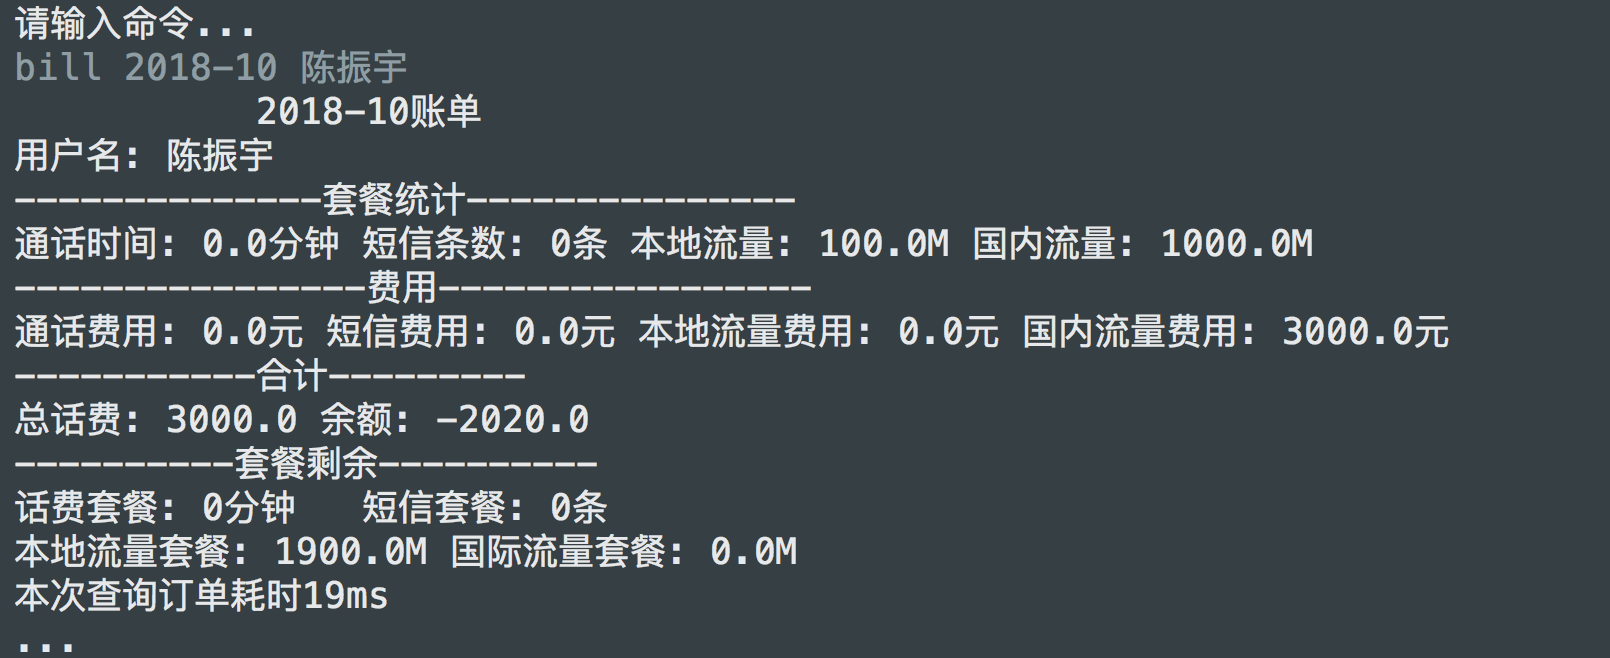 请输入命令...
bill 2018-10 陈振宇
2018-10账单
用户名: 陈振宇
--------------套餐统计---------------
通话时间: 0.0分钟 短信条数: 0条 本地流量: 100.0M 国内流量: 1000.0M
----------------费用-----------------
通话费用: 0.0元 短信费用: 0.0元 本地流量费用: 0.0元 国内流量费用: 3000.0元
-----------合计---------
总话费: 3000.0 余额: -2020.0
----------套餐剩余----------
话费套餐: 0分钟   短信套餐: 0条
本地流量套餐: 1900.0M 国际流量套餐: 0.0M
本次查询订单耗时19ms
...